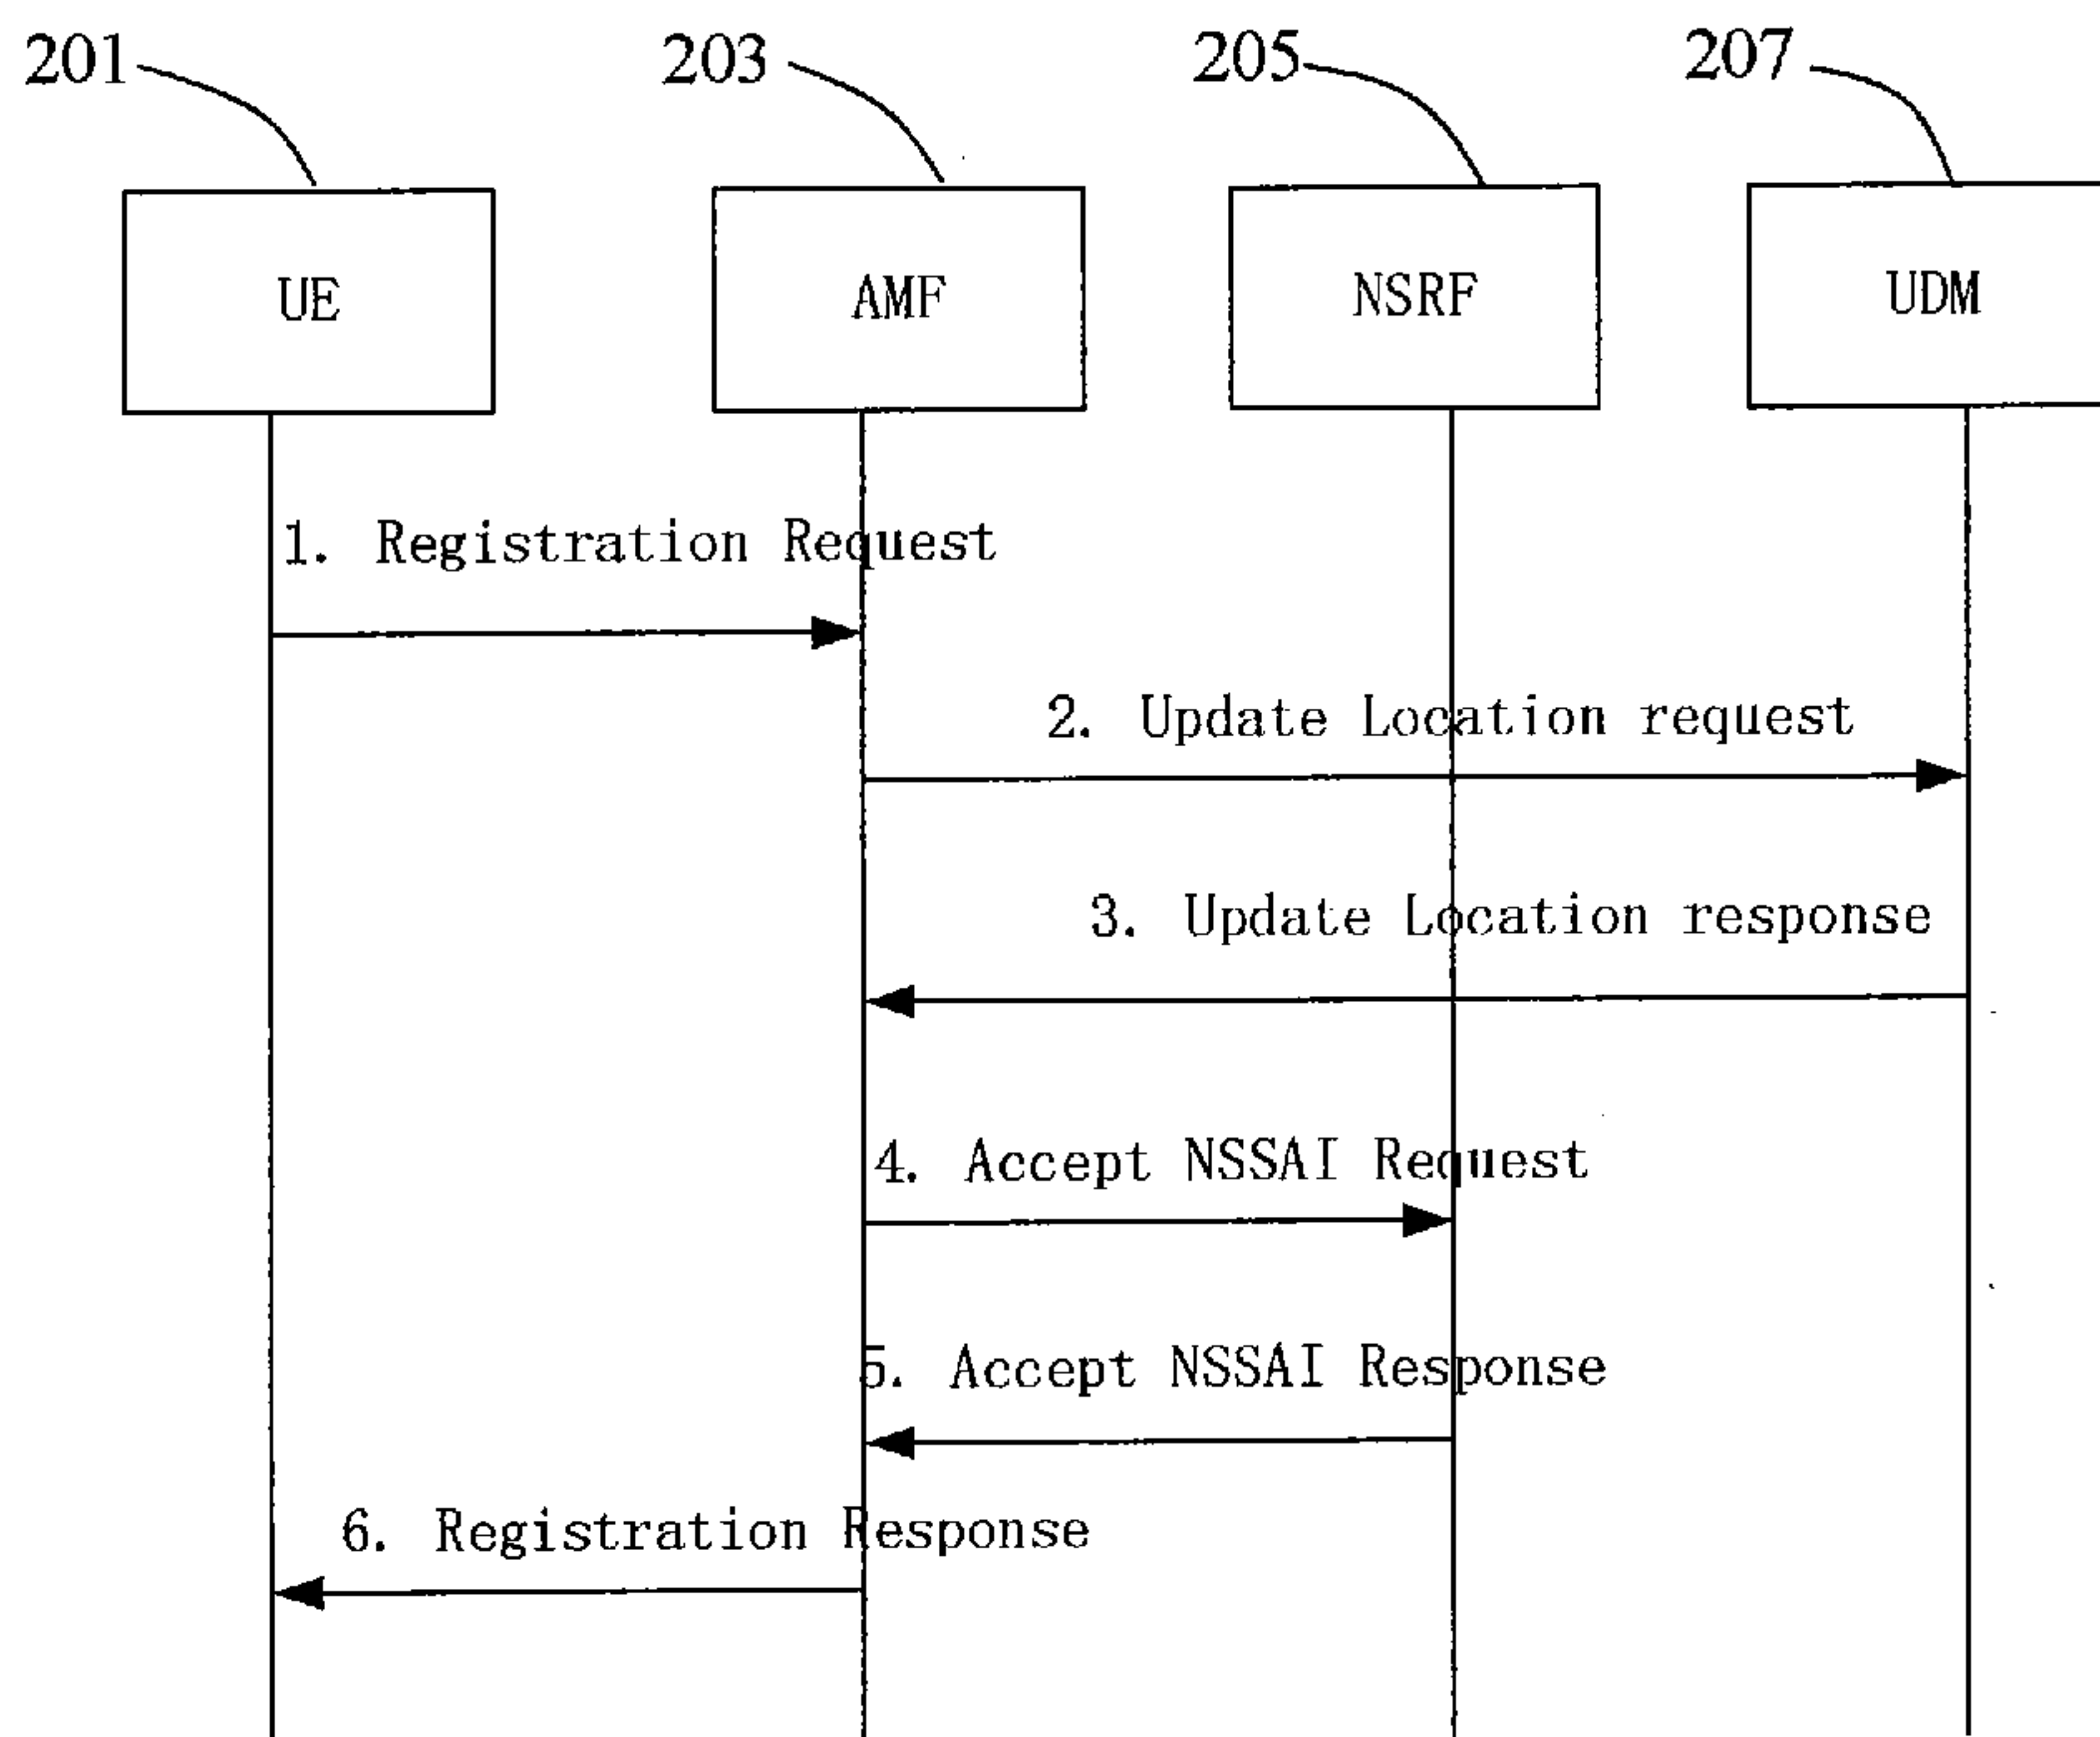 201 203 205 207
UE AMF NSRF UDM
1. Registration Request
2. Update Location request
3. Update Location response
4. Accept NSSAI Request
5. Accept NSSAI Response
6. Registration Response